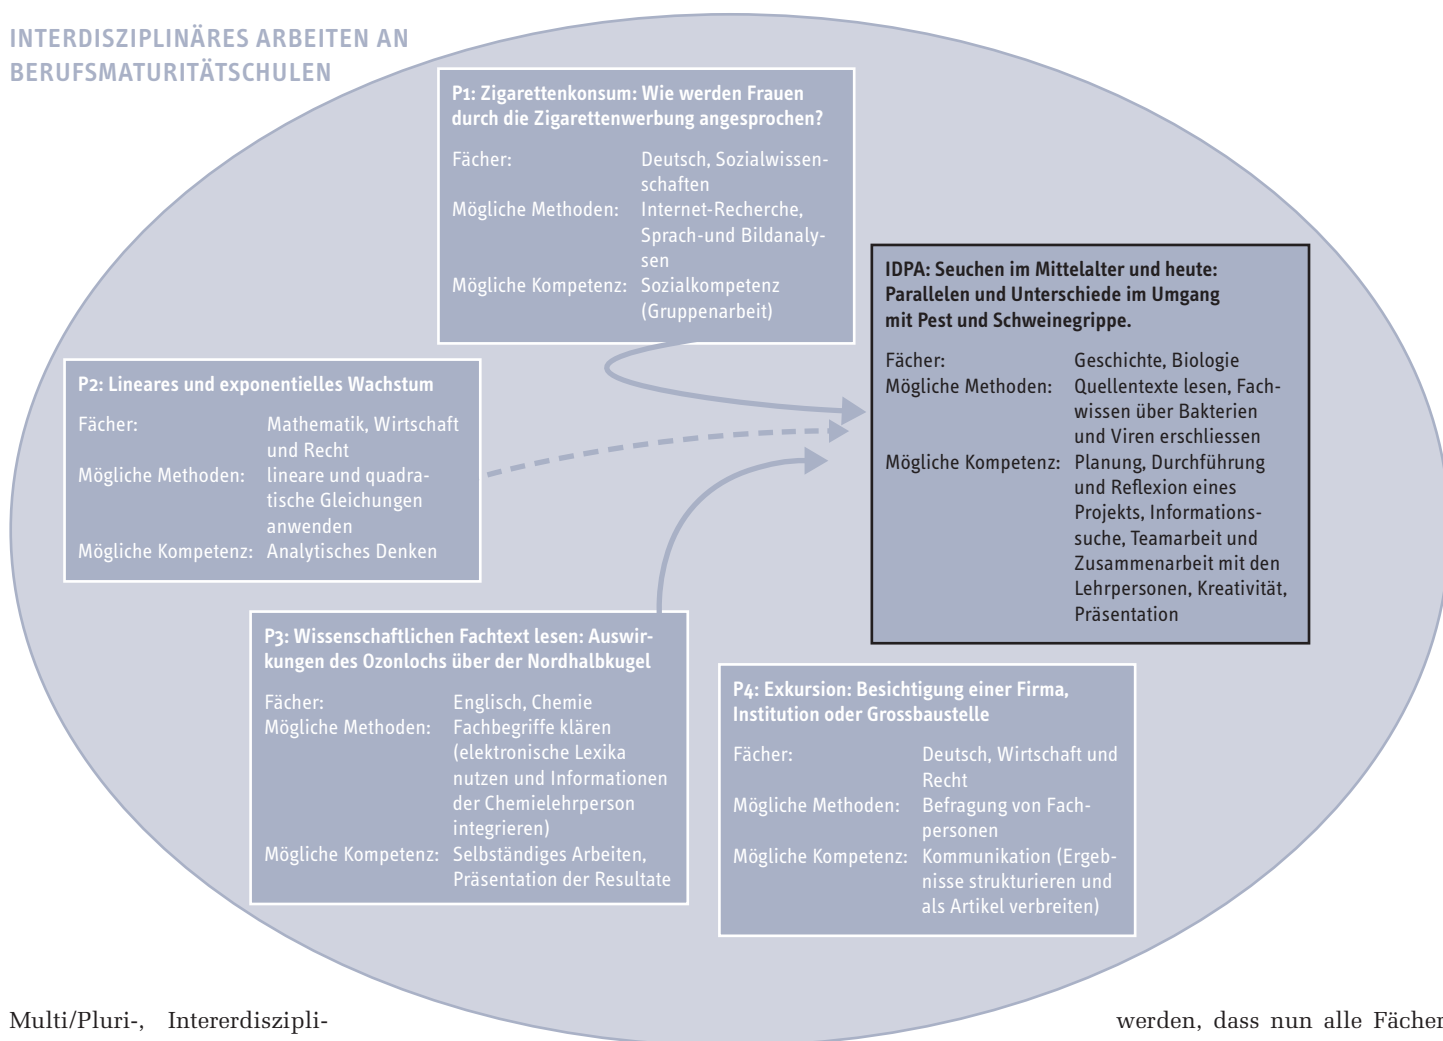 INTERDISZIPLINÄRES ARBEITEN AN
BERUFSMATURITÄTSCHULEN
P1: Zigarettenkonsum: Wie werden Frauen
durch die Zigarettenwerbung angesprochen?
Fächer: Deutsch, Sozialwissen-
schaften
Mögliche Methoden: Internet-Recherche,
Sprach-und Bildanaly-
sen
Mögliche Kompetenz: Sozialkompetenz
(Gruppenarbeit)
IDPA: Seuchen im Mittelalter und heute:
Parallelen und Unterschiede im Umgang
mit Pest und Schweinegrippe.
Fächer: Geschichte, Biologie
Mögliche Methoden: Quellentexte lesen, Fach-
wissen über Bakterien
und Viren erschliessen
Mögliche Kompetenz: Planung, Durchführung
und Reflexion eines
Projekts, Informations-
suche, Teamarbeit und
Zusammenarbeit mit den
Lehrpersonen, Kreativität,
Präsentation
P2: Lineares und exponentielles Wachstum
Fächer: Mathematik, Wirtschaft
und Recht
Mögliche Methoden: lineare und quadra-
tische Gleichungen
anwenden
Mögliche Kompetenz: Analytisches Denken
P3: Wissenschaftlichen Fachtext lesen: Auswir-
kungen des Ozonlochs über der Nordhalbkugel
Fächer: Englisch, Chemie
Mögliche Methoden: Fachbegriffe klären
(elektronische Lexika
nutzen und Informationen
der Chemielehrperson
integrieren)
Mögliche Kompetenz: Selbständiges Arbeiten,
Präsentation der Resultate
P4: Exkursion: Besichtigung einer Firma,
Institution oder Grossbaustelle
Fächer: Deutsch, Wirtschaft und
Recht
Mögliche Methoden: Befragung von Fach-
personen
Mögliche Kompetenz: Kommunikation (Ergeb-
nisse strukturieren und
als Artikel verbreiten)
Multi/Pluri-, Intererdiszipli-
werden, dass nun alle Fächer